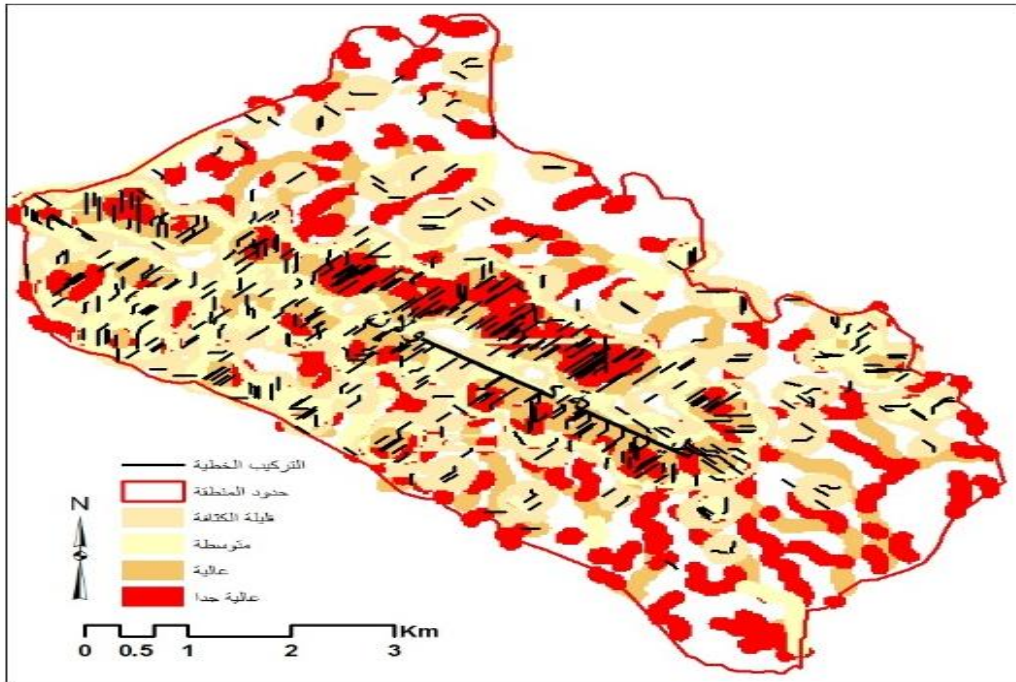 التركيب الخطية
حدود المنطقة
قليلة الكثافة
متوسطة
عالية
عالية جدا
N
0 0.5 1 2 3 Km